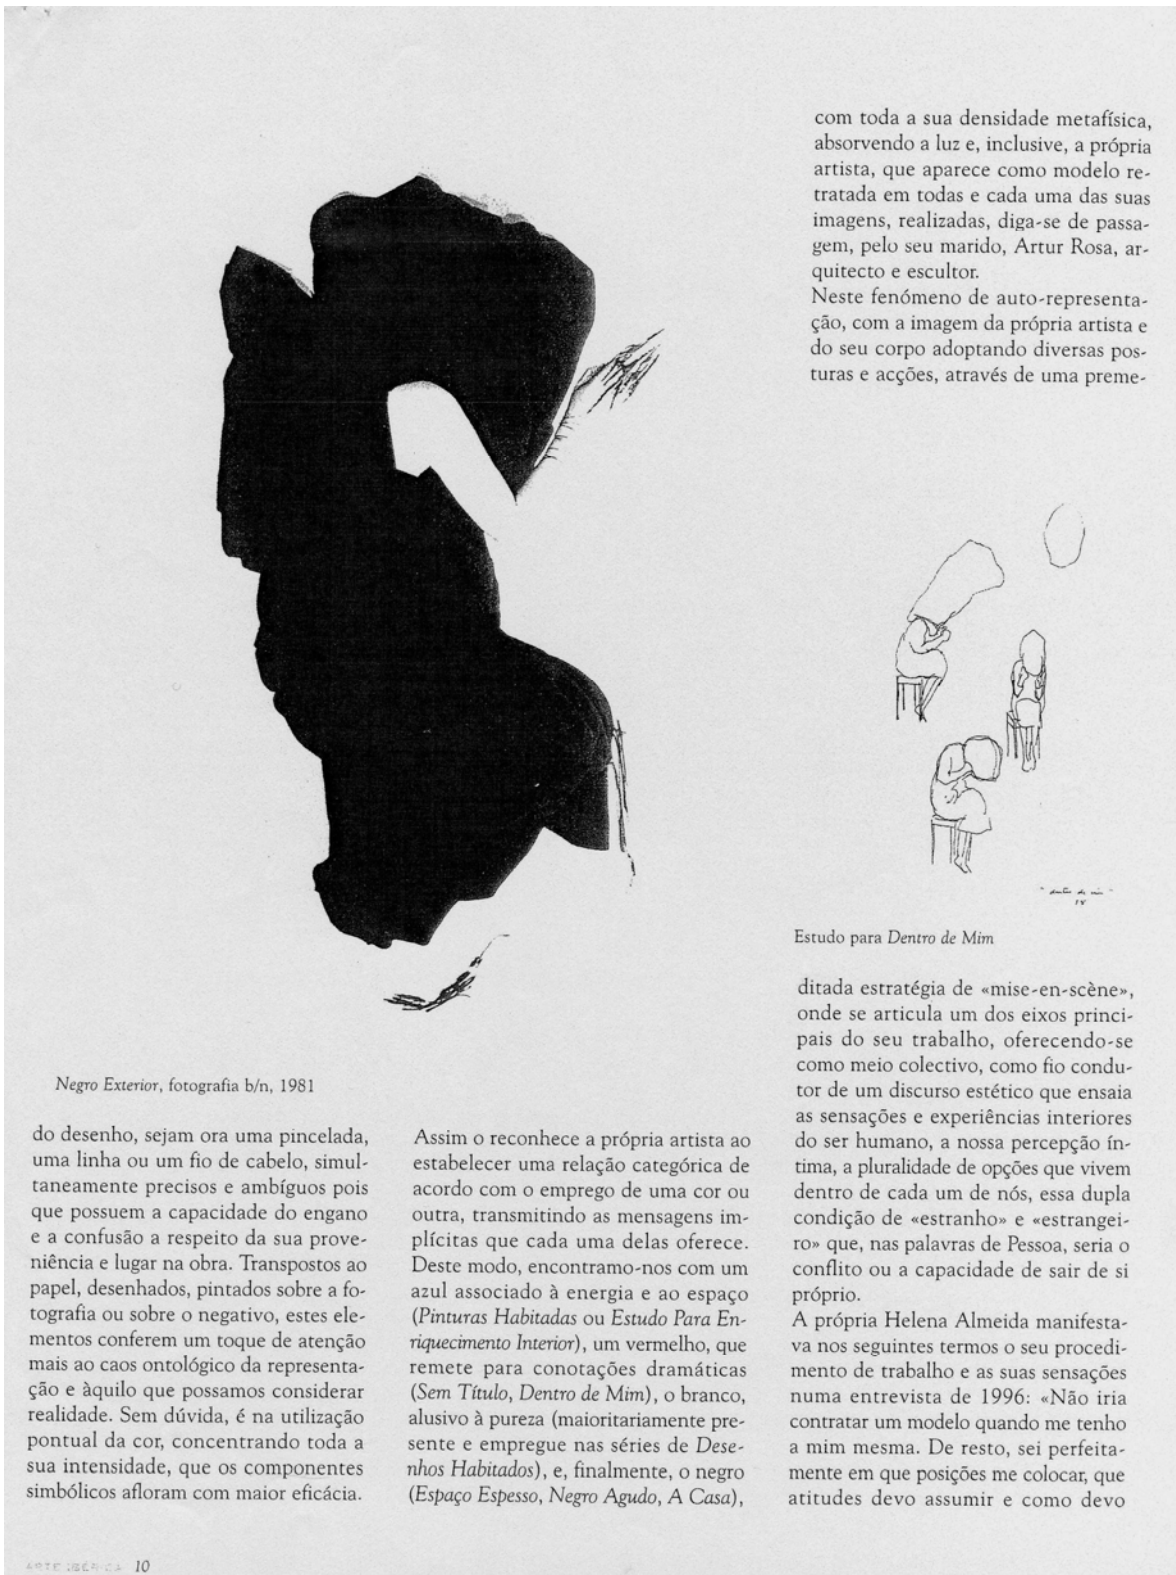 Negro Exterior, fotografia b/n, 1981
do desenho, sejam ora uma pincelada,
uma linha ou um fio de cabelo, simul-
taneamente precisos e ambíguos pois
que possuem a capacidade do engano
e a confusão a respeito da sua prove-
niência e lugar na obra. Transpostos ao
papel, desenhados, pintados sobre a fo-
tografia ou sobre o negativo, estes ele-
mentos conferem um toque de atenção
mais ao caos ontológico da representa-
ção e àquilo que possamos considerar
realidade. Sem dúvida, é na utilização
pontual da cor, concentrando toda a
sua intensidade, que os componentes
simbólicos afloram com maior eficácia.
Assim o reconhece a própria artista ao
estabelecer uma relação categórica de
acordo com o emprego de uma cor ou
outra, transmitindo as mensagens im-
plícitas que cada uma delas oferece.
Deste modo, encontramo-nos com um
azul associado à energia e ao espaço
(Pinturas Habitadas ou Estudo Para En-
riquecimento Interior), um vermelho, que
remete para conotações dramáticas
(Sem Título, Dentro de Mim), o branco,
alusivo à pureza (maioritariamente pre-
sente e empregue nas séries de Dese-
nhos Habitados), e, finalmente, o negro
(Espaço Espesso, Negro Agudo, A Casa),
com toda a sua densidade metafísica,
absorvendo a luz e, inclusive, a própria
artista, que aparece como modelo re-
tratada em todas e cada uma das suas
imagens, realizadas, diga-se de passa-
gem, pelo seu marido, Artur Rosa, ar-
quitecto e escultor.
Neste fenómeno de auto-representa-
ção, com a imagem da própria artista e
do seu corpo adoptando diversas pos-
turas e acções, através de uma preme-
"dentro de mim"
Estudo para Dentro de Mim
ditada estratégia de «mise-en-scène»,
onde se articula um dos eixos princi-
pais do seu trabalho, oferecendo-se
como meio colectivo, como fio condu-
tor de um discurso estético que ensaia
as sensações e experiências interiores
do ser humano, a nossa percepção ín-
tima, a pluralidade de opções que vivem
dentro de cada um de nós, essa dupla
condição de «estranho» e «estrangei-
ro» que, nas palavras de Pessoa, seria o
conflito ou a capacidade de sair de si
próprio.
A própria Helena Almeida manifesta-
va nos seguintes termos o seu procedi-
mento de trabalho e as suas sensações
numa entrevista de 1996: «Não iria
contratar um modelo quando me tenho
a mim mesma. De resto, sei perfeita-
mente em que posições me colocar, que
atitudes devo assumir e como devo
ARTE IBÉRICA 10